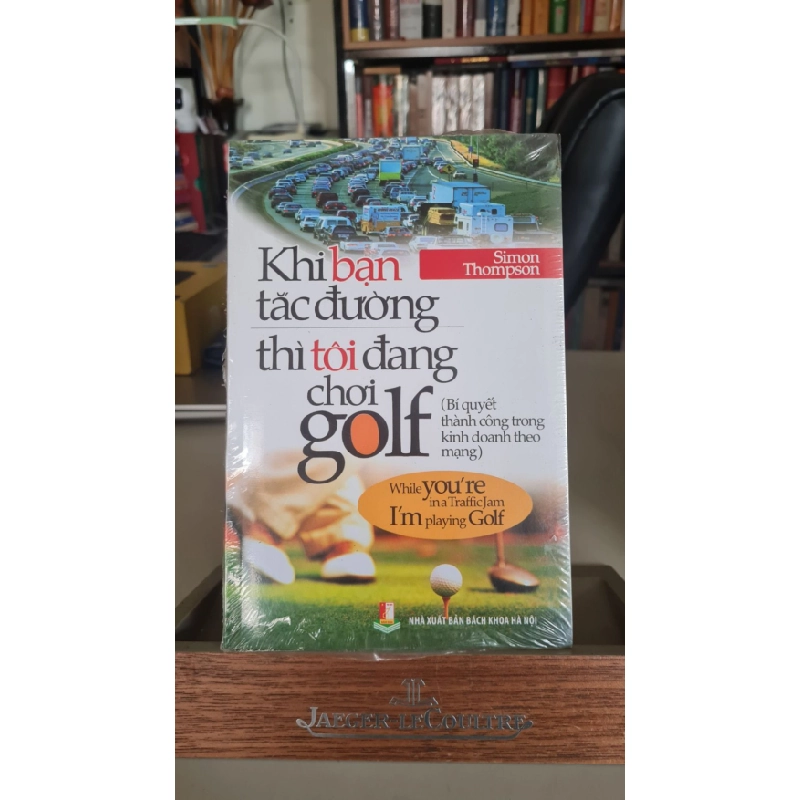 Simon
Thompson
Khi bạn
tắc đường
thì tôi đang
chơi
golf
(Bí quyết
thành công trong
kinh doanh theo
mạng)
While you're
in a Traffic Jam
I'm playing Golf
NHÀ XUẤT BẢN BÁCH KHOA HÀ NỘI
JAEGER-LECOULTRE